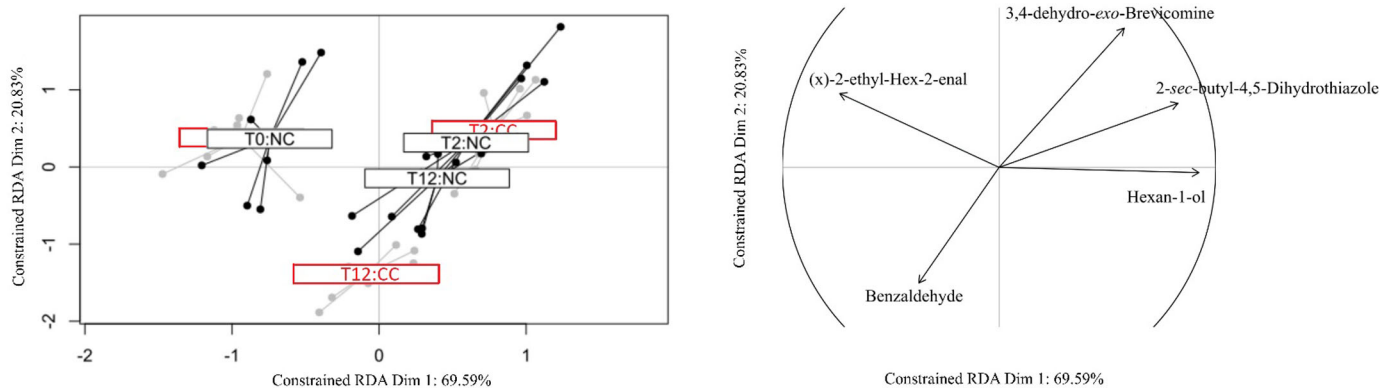 Constrained RDA Dim 2: 20.83%
1
0
-1
-2
T0:NC
T2:CC
T2:NC
T12:NC
T12:CC
-2
-1
0
1
Constrained RDA Dim 1: 69.59%
Constrained RDA Dim 2: 20.83%
3,4-dehydro-exo-Brevicomine
(x)-2-ethyl-Hex-2-enal
2-sec-butyl-4,5-Dihydrothiazole
Hexan-1-ol
Benzaldehyde
Constrained RDA Dim 1: 69.59%